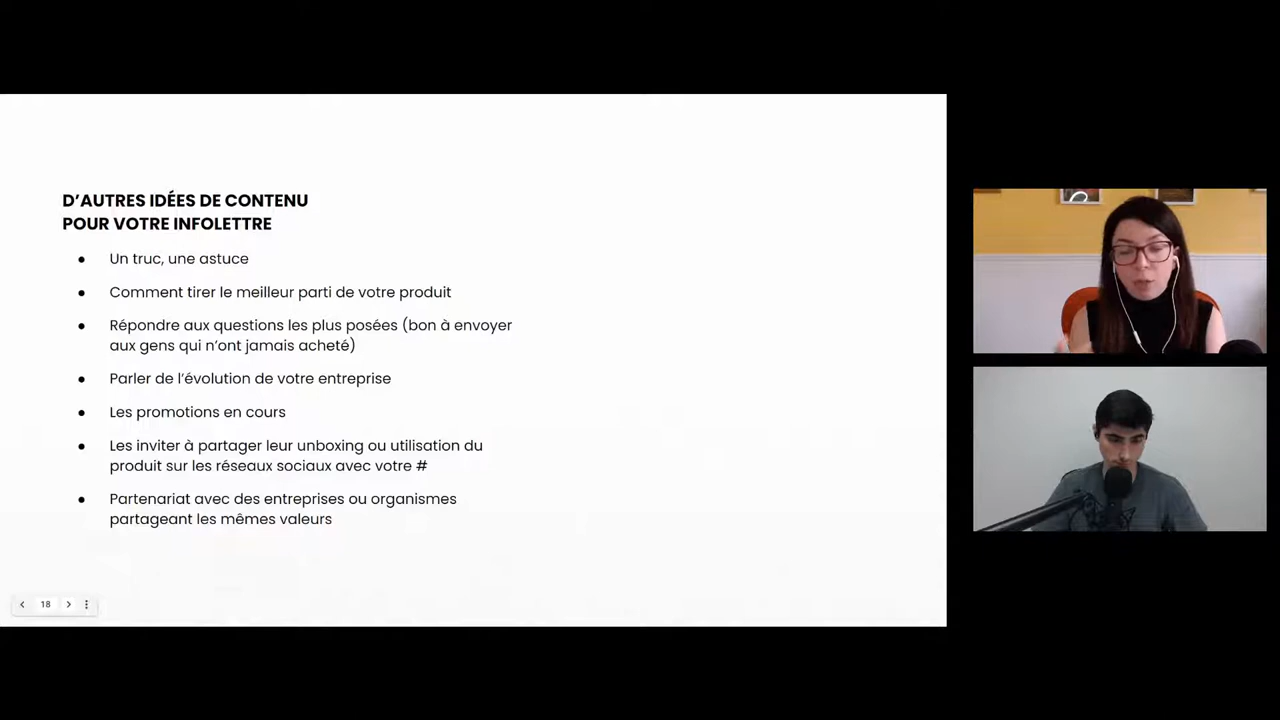 D’AUTRES IDÉES DE CONTENU
POUR VOTRE INFOLETTRE
● Un truc, une astuce
● Comment tirer le meilleur parti de votre produit
● Répondre aux questions les plus posées (bon à envoyer
aux gens qui n’ont jamais acheté)
● Parler de l’évolution de votre entreprise
● Les promotions en cours
● Les inviter à partager leur unboxing ou utilisation du
produit sur les réseaux sociaux avec votre #
● Partenariat avec des entreprises ou organismes
partageant les mêmes valeurs
18